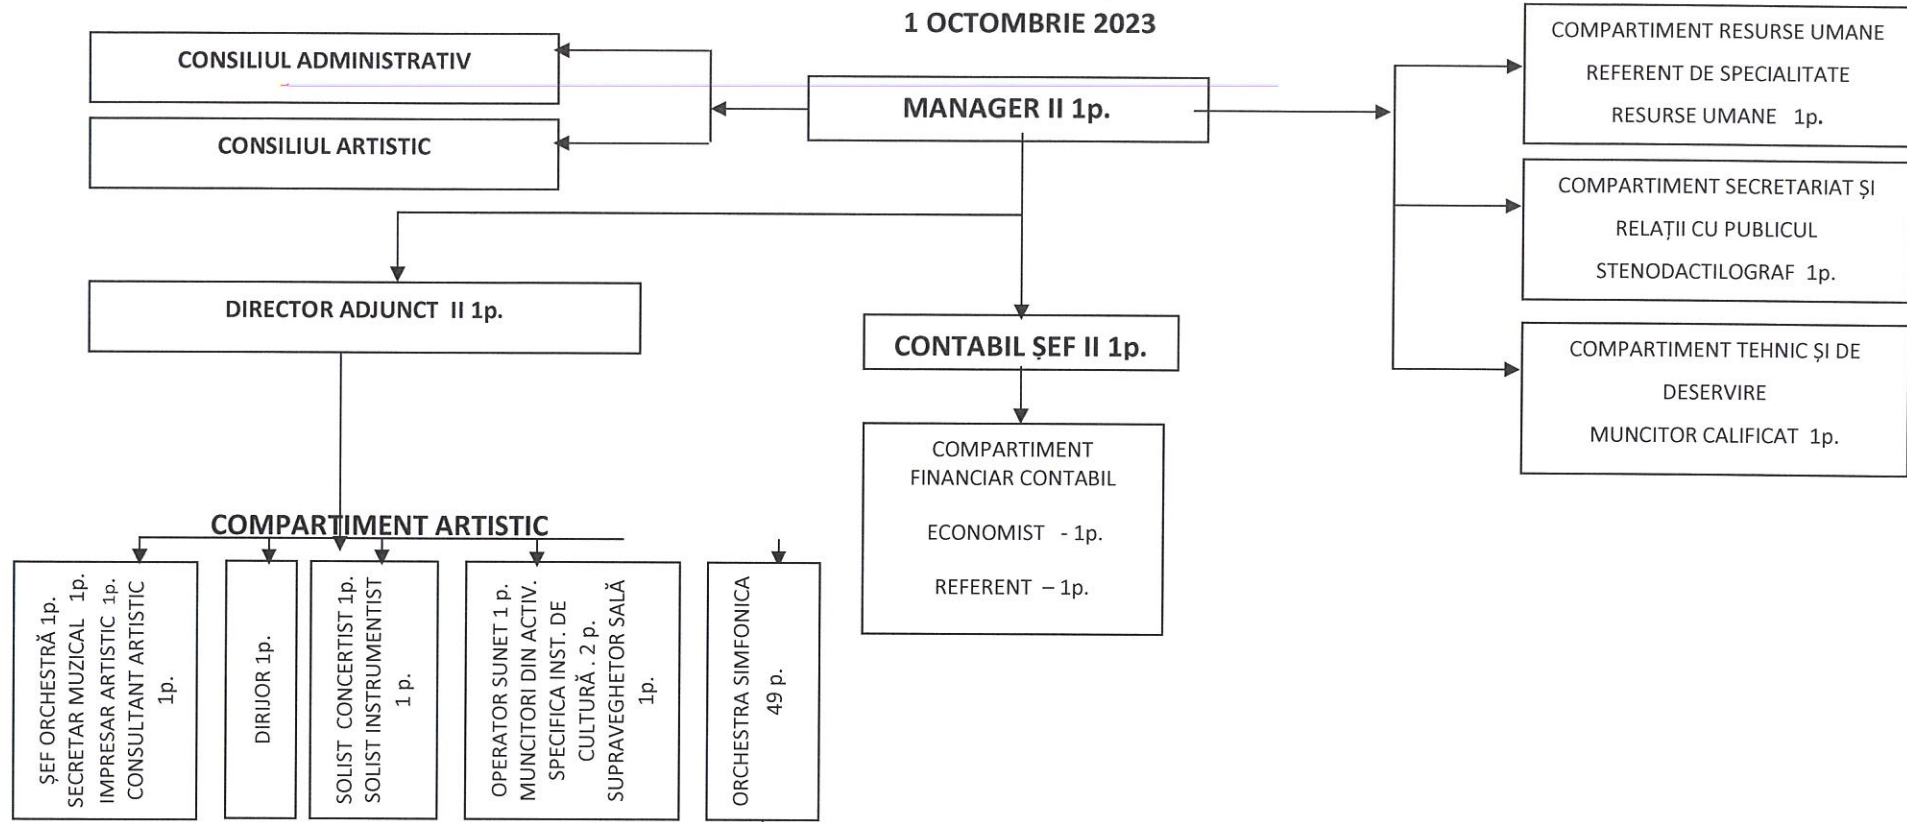 1 OCTOMBRIE 2023
CONSILIUL ADMINISTRATIV
CONSILIUL ARTISTIC
MANAGER II 1p.
COMPARTIMENT RESURSE UMANE
REFERENT DE SPECIALITATE
RESURSE UMANE 1p.
COMPARTIMENT SECRETARIAT ȘI
RELAȚII CU PUBLICUL
STENODACTILOGRAF 1p.
COMPARTIMENT TEHNIC ȘI DE
DESERVIRE
MUNCITOR CALIFICAT 1p.
DIRECTOR ADJUNCT II 1p.
CONTABIL ȘEF II 1p.
COMPARTIMENT
FINANCIAR CONTABIL
ECONOMIST - 1p.
REFERENT – 1p.
COMPARTIMENT ARTISTIC
ȘEF ORCHESTRĂ 1p.
SECRETAR MUZICAL 1p.
IMPRESAR ARTISTIC 1p.
CONSULTANT ARTISTIC
1p.
DIRIJOR 1p.
SOLIST CONCERTIST 1p.
SOLIST INSTRUMENTIST
1 p.
OPERATOR SUNET 1 p.
MUNCITORI DIN ACTIV.
SPECIFICA INST. DE
CULTURĂ . 2 p.
SUPRAVEGHETOR SALĂ
1p.
ORCHESTRA SIMFONICA
49 p.